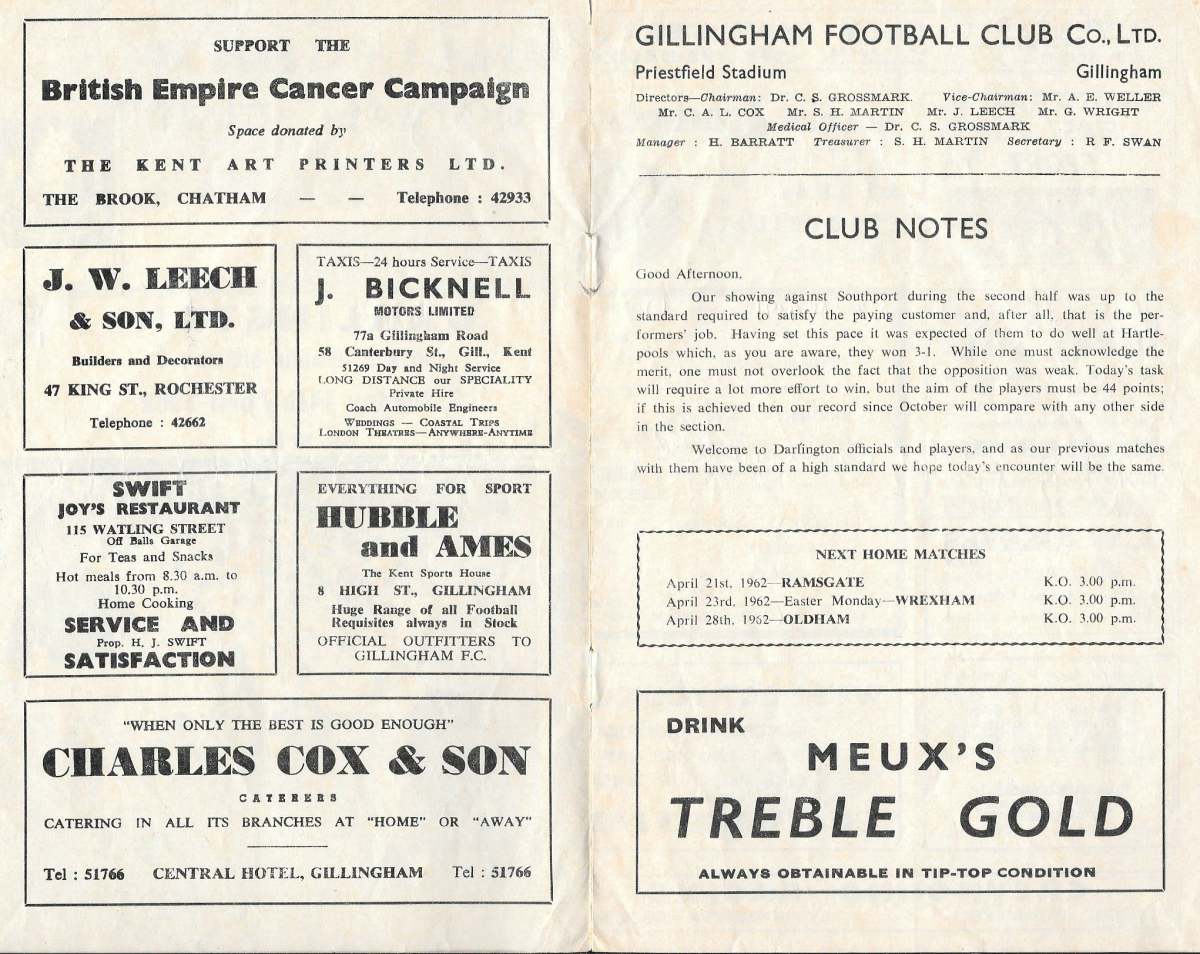 SUPPORT THE
British Empire Cancer Campaign
Space donated by
THE KENT ART PRINTERS LTD.
THE BROOK, CHATHAM — — Telephone : 42933
J. W. LEECH
& SON, LTD.
Builders and Decorators
47 KING ST., ROCHESTER
Telephone : 42662
TAXIS—24 hours Service—TAXIS
J. BICKNELL
MOTORS LIMITED
77a Gillingham Road
58 Canterbury St., Gill., Kent
51269 Day and Night Service
LONG DISTANCE our SPECIALITY
Private Hire
Coach Automobile Engineers
WEDDINGS — COASTAL TRIPS
LONDON THEATRES—ANYWHERE-ANYTIME
SWIFT
JOY'S RESTAURANT
115 WATLING STREET
Off Balls Garage
For Teas and Snacks
Hot meals from 8.30 a.m. to
10.30 p.m.
Home Cooking
SERVICE AND
Prop. H. J. SWIFT
SATISFACTION
EVERYTHING FOR SPORT
HUBBLE
and AMES
The Kent Sports House
8 HIGH ST., GILLINGHAM
Huge Range of all Football
Requisites always in Stock
OFFICIAL OUTFITTERS TO
GILLINGHAM F.C.
"WHEN ONLY THE BEST IS GOOD ENOUGH"
CHARLES COX & SON
CATERERS
CATERING IN ALL ITS BRANCHES AT "HOME" OR "AWAY"
Tel : 51766 CENTRAL HOTEL, GILLINGHAM Tel : 51766
GILLINGHAM FOOTBALL CLUB Co., LTD.
Priestfield Stadium Gillingham
Directors—Chairman: Dr. C. S. GROSSMARK. Vice-Chairman: Mr. A. E. WELLER
Mr. C. A. L. COX Mr. S. H. MARTIN Mr. J. LEECH Mr. G. WRIGHT
Medical Officer — Dr. C. S. GROSSMARK
Manager : H. BARRATT Treasurer : S. H. MARTIN Secretary : R F. SWAN
CLUB NOTES
Good Afternoon,
Our showing against Southport during the second half was up to the
standard required to satisfy the paying customer and, after all, that is the per-
formers' job. Having set this pace it was expected of them to do well at Hartle-
pools which, as you are aware, they won 3-1. While one must acknowledge the
merit, one must not overlook the fact that the opposition was weak. Today's task
will require a lot more effort to win, but the aim of the players must be 44 points;
if this is achieved then our record since October will compare with any other side
in the section.
Welcome to Darlington officials and players, and as our previous matches
with them have been of a high standard we hope today's encounter will be the same.
NEXT HOME MATCHES
April 21st, 1962—RAMSGATE K.O. 3.00 p.m.
April 23rd, 1962—Easter Monday—WREXHAM K.O. 3.00 p.m.
April 28th, 1962—OLDHAM K.O. 3.00 p.m.
DRINK
MEUX'S
TREBLE GOLD
ALWAYS OBTAINABLE IN TIP-TOP CONDITION